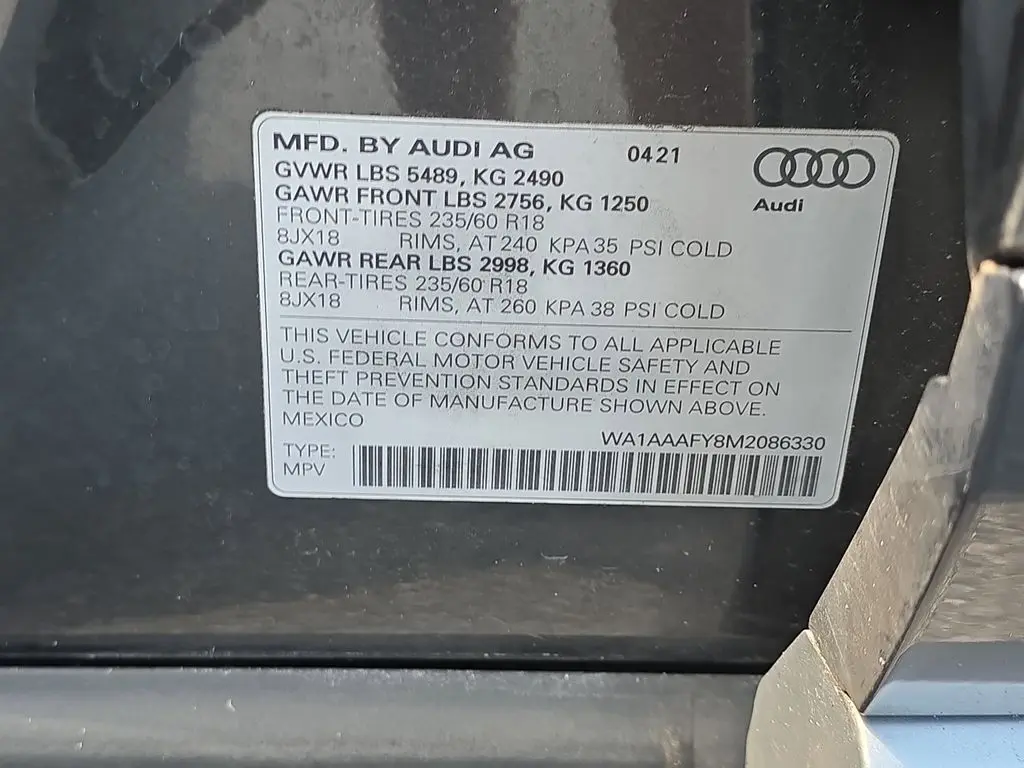 MFD. BY AUDI AG 0421
GVWR LBS 5489, KG 2490
GAWR FRONT LBS 2756, KG 1250
FRONT-TIRES 235/60 R18
8JX18 RIMS, AT 240 KPA 35 PSI COLD
GAWR REAR LBS 2998, KG 1360
REAR-TIRES 235/60 R18
8JX18 RIMS, AT 260 KPA 38 PSI COLD
Audi
THIS VEHICLE CONFORMS TO ALL APPLICABLE
U.S. FEDERAL MOTOR VEHICLE SAFETY AND
THEFT PREVENTION STANDARDS IN EFFECT ON
THE DATE OF MANUFACTURE SHOWN ABOVE.
MEXICO
WA1AAAFY8M2086330
TYPE:
MPV